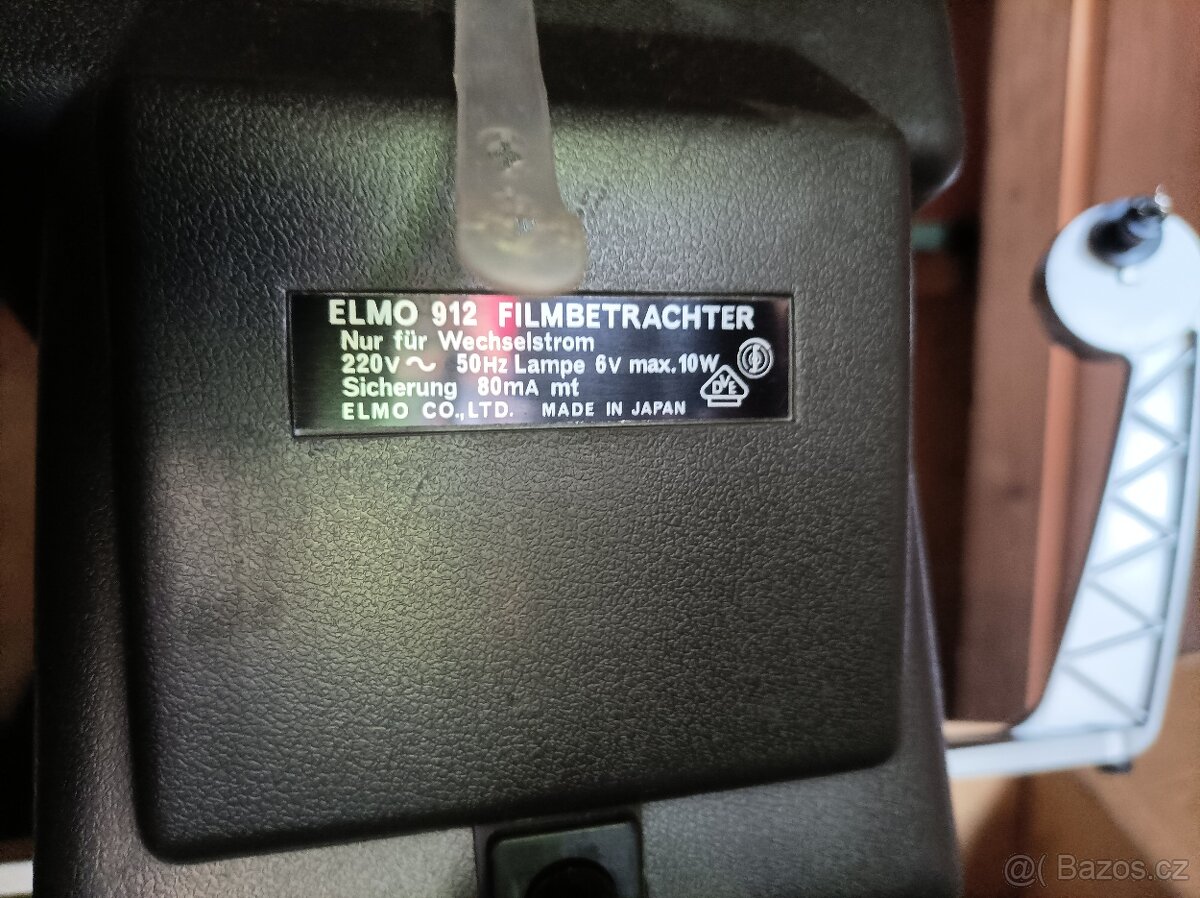 ELMO 912 FILMBETRACHTER
Nur für Wechselstrom
220V~ 50Hz Lampe 6V max.10W
Sicherung 80mA mt
DVE
ELMO CO.,LTD. MADE IN JAPAN
@( Bazos.cz